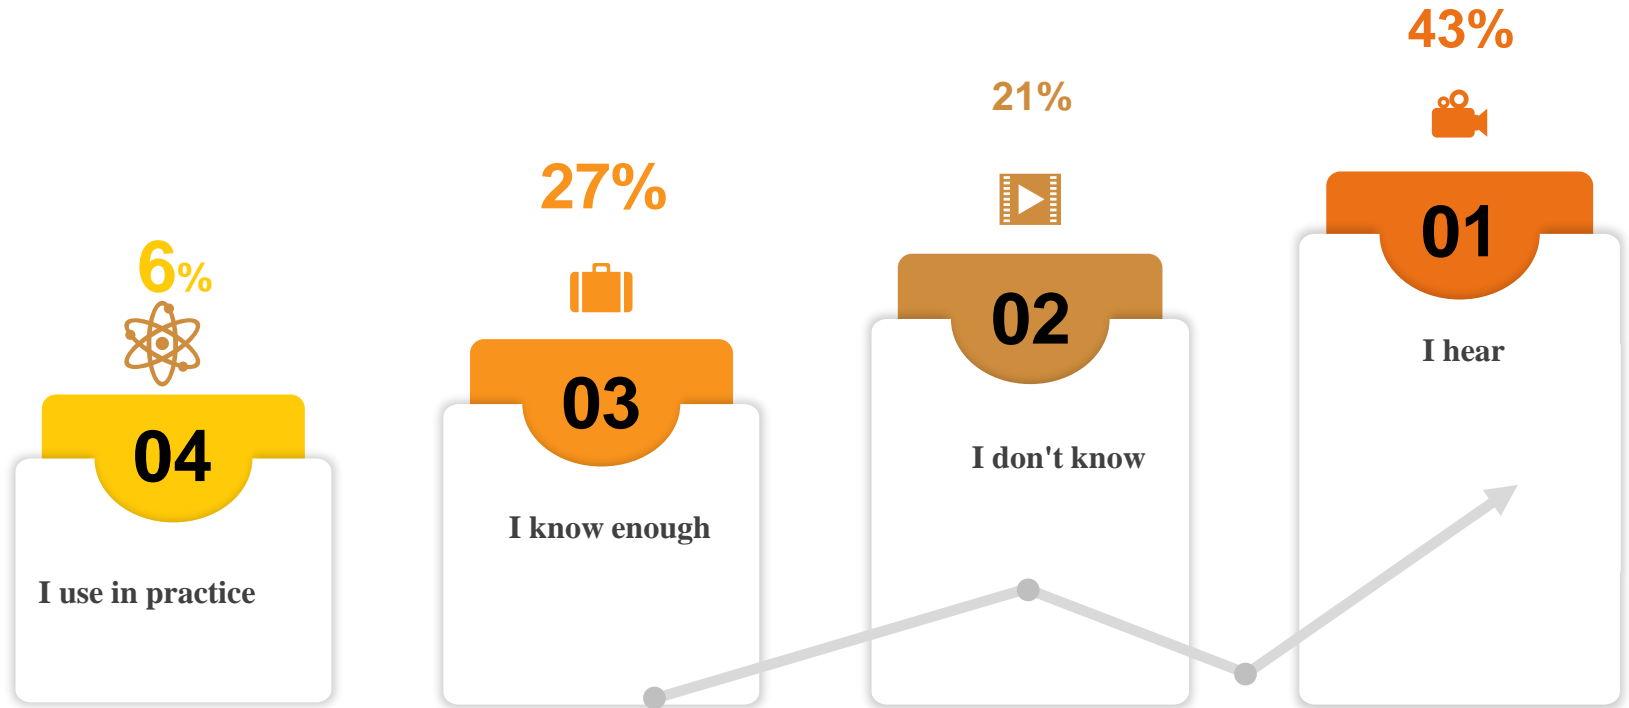 6%
04
I use in practice
27%
03
I know enough
21%
02
I don't know
43%
01
I hear